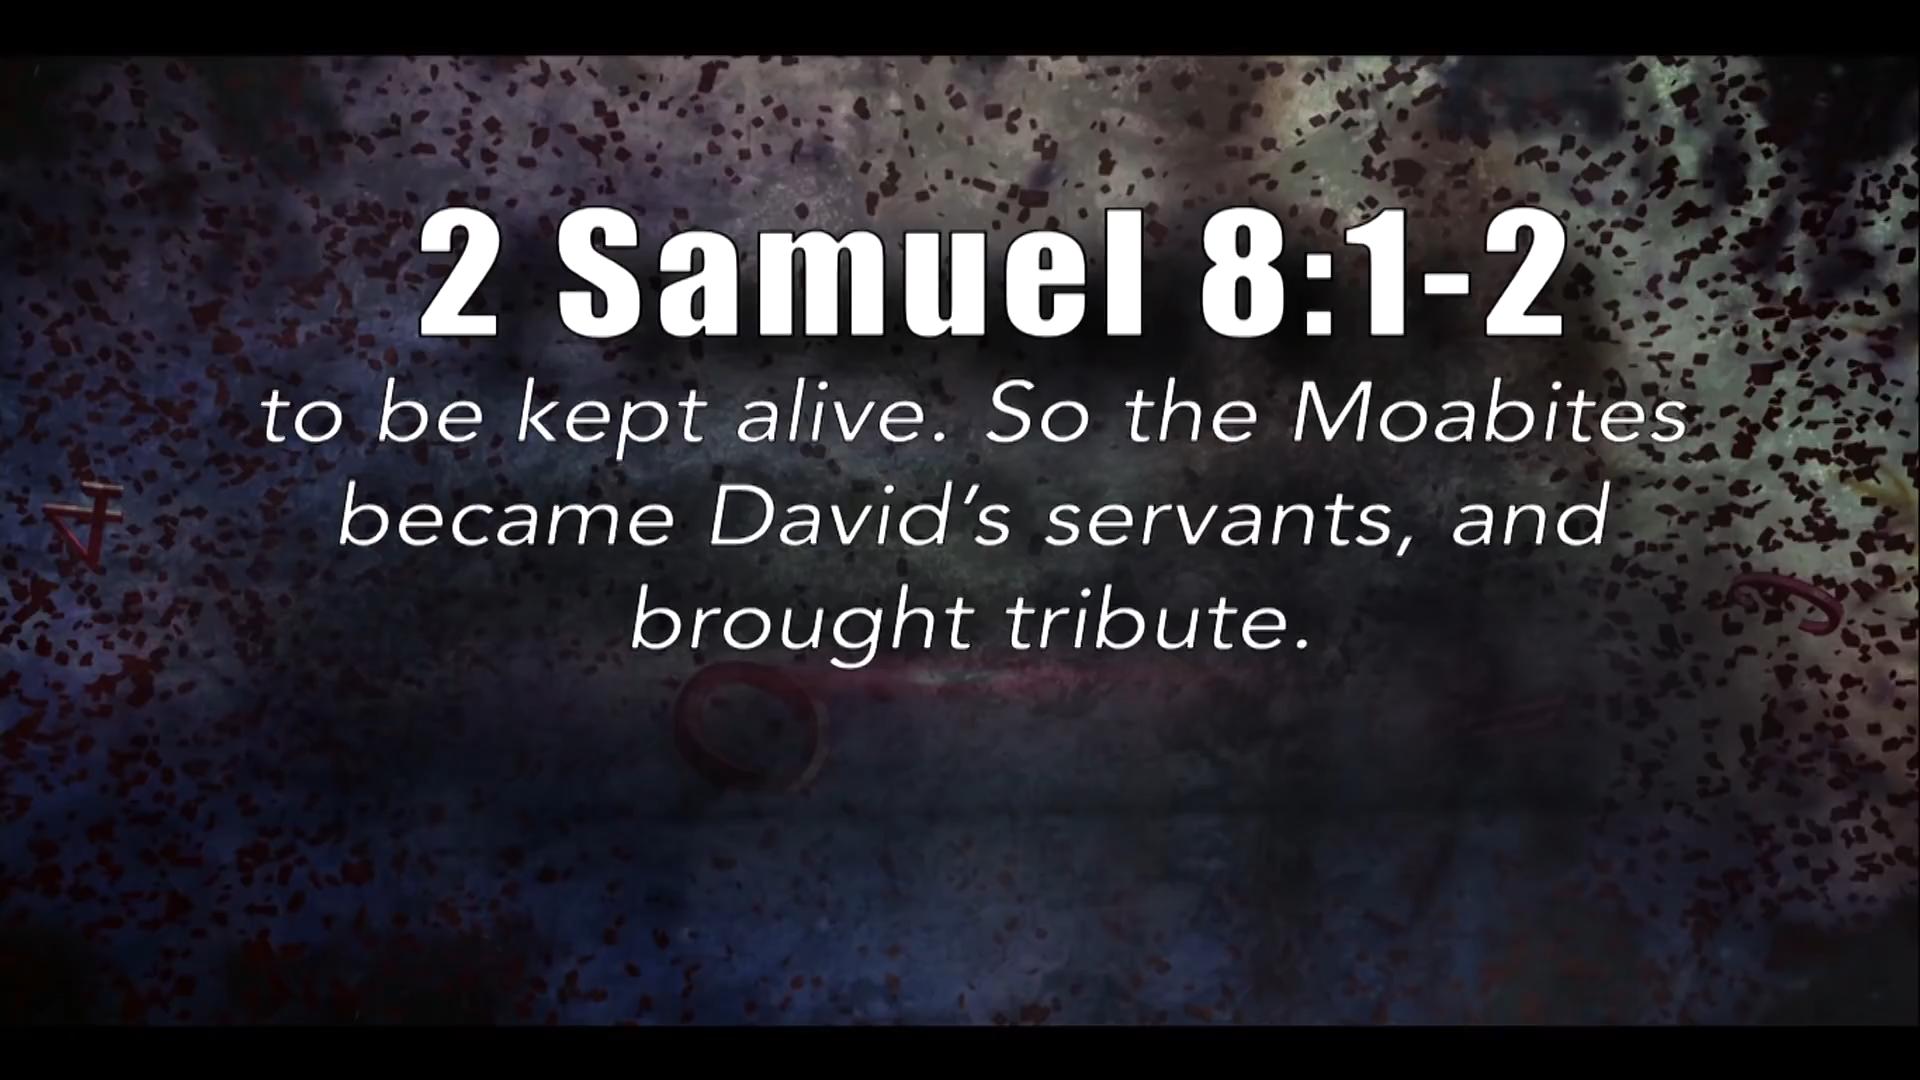 2 Samuel 8:1-2
to be kept alive. So the Moabites
became David’s servants, and
brought tribute.